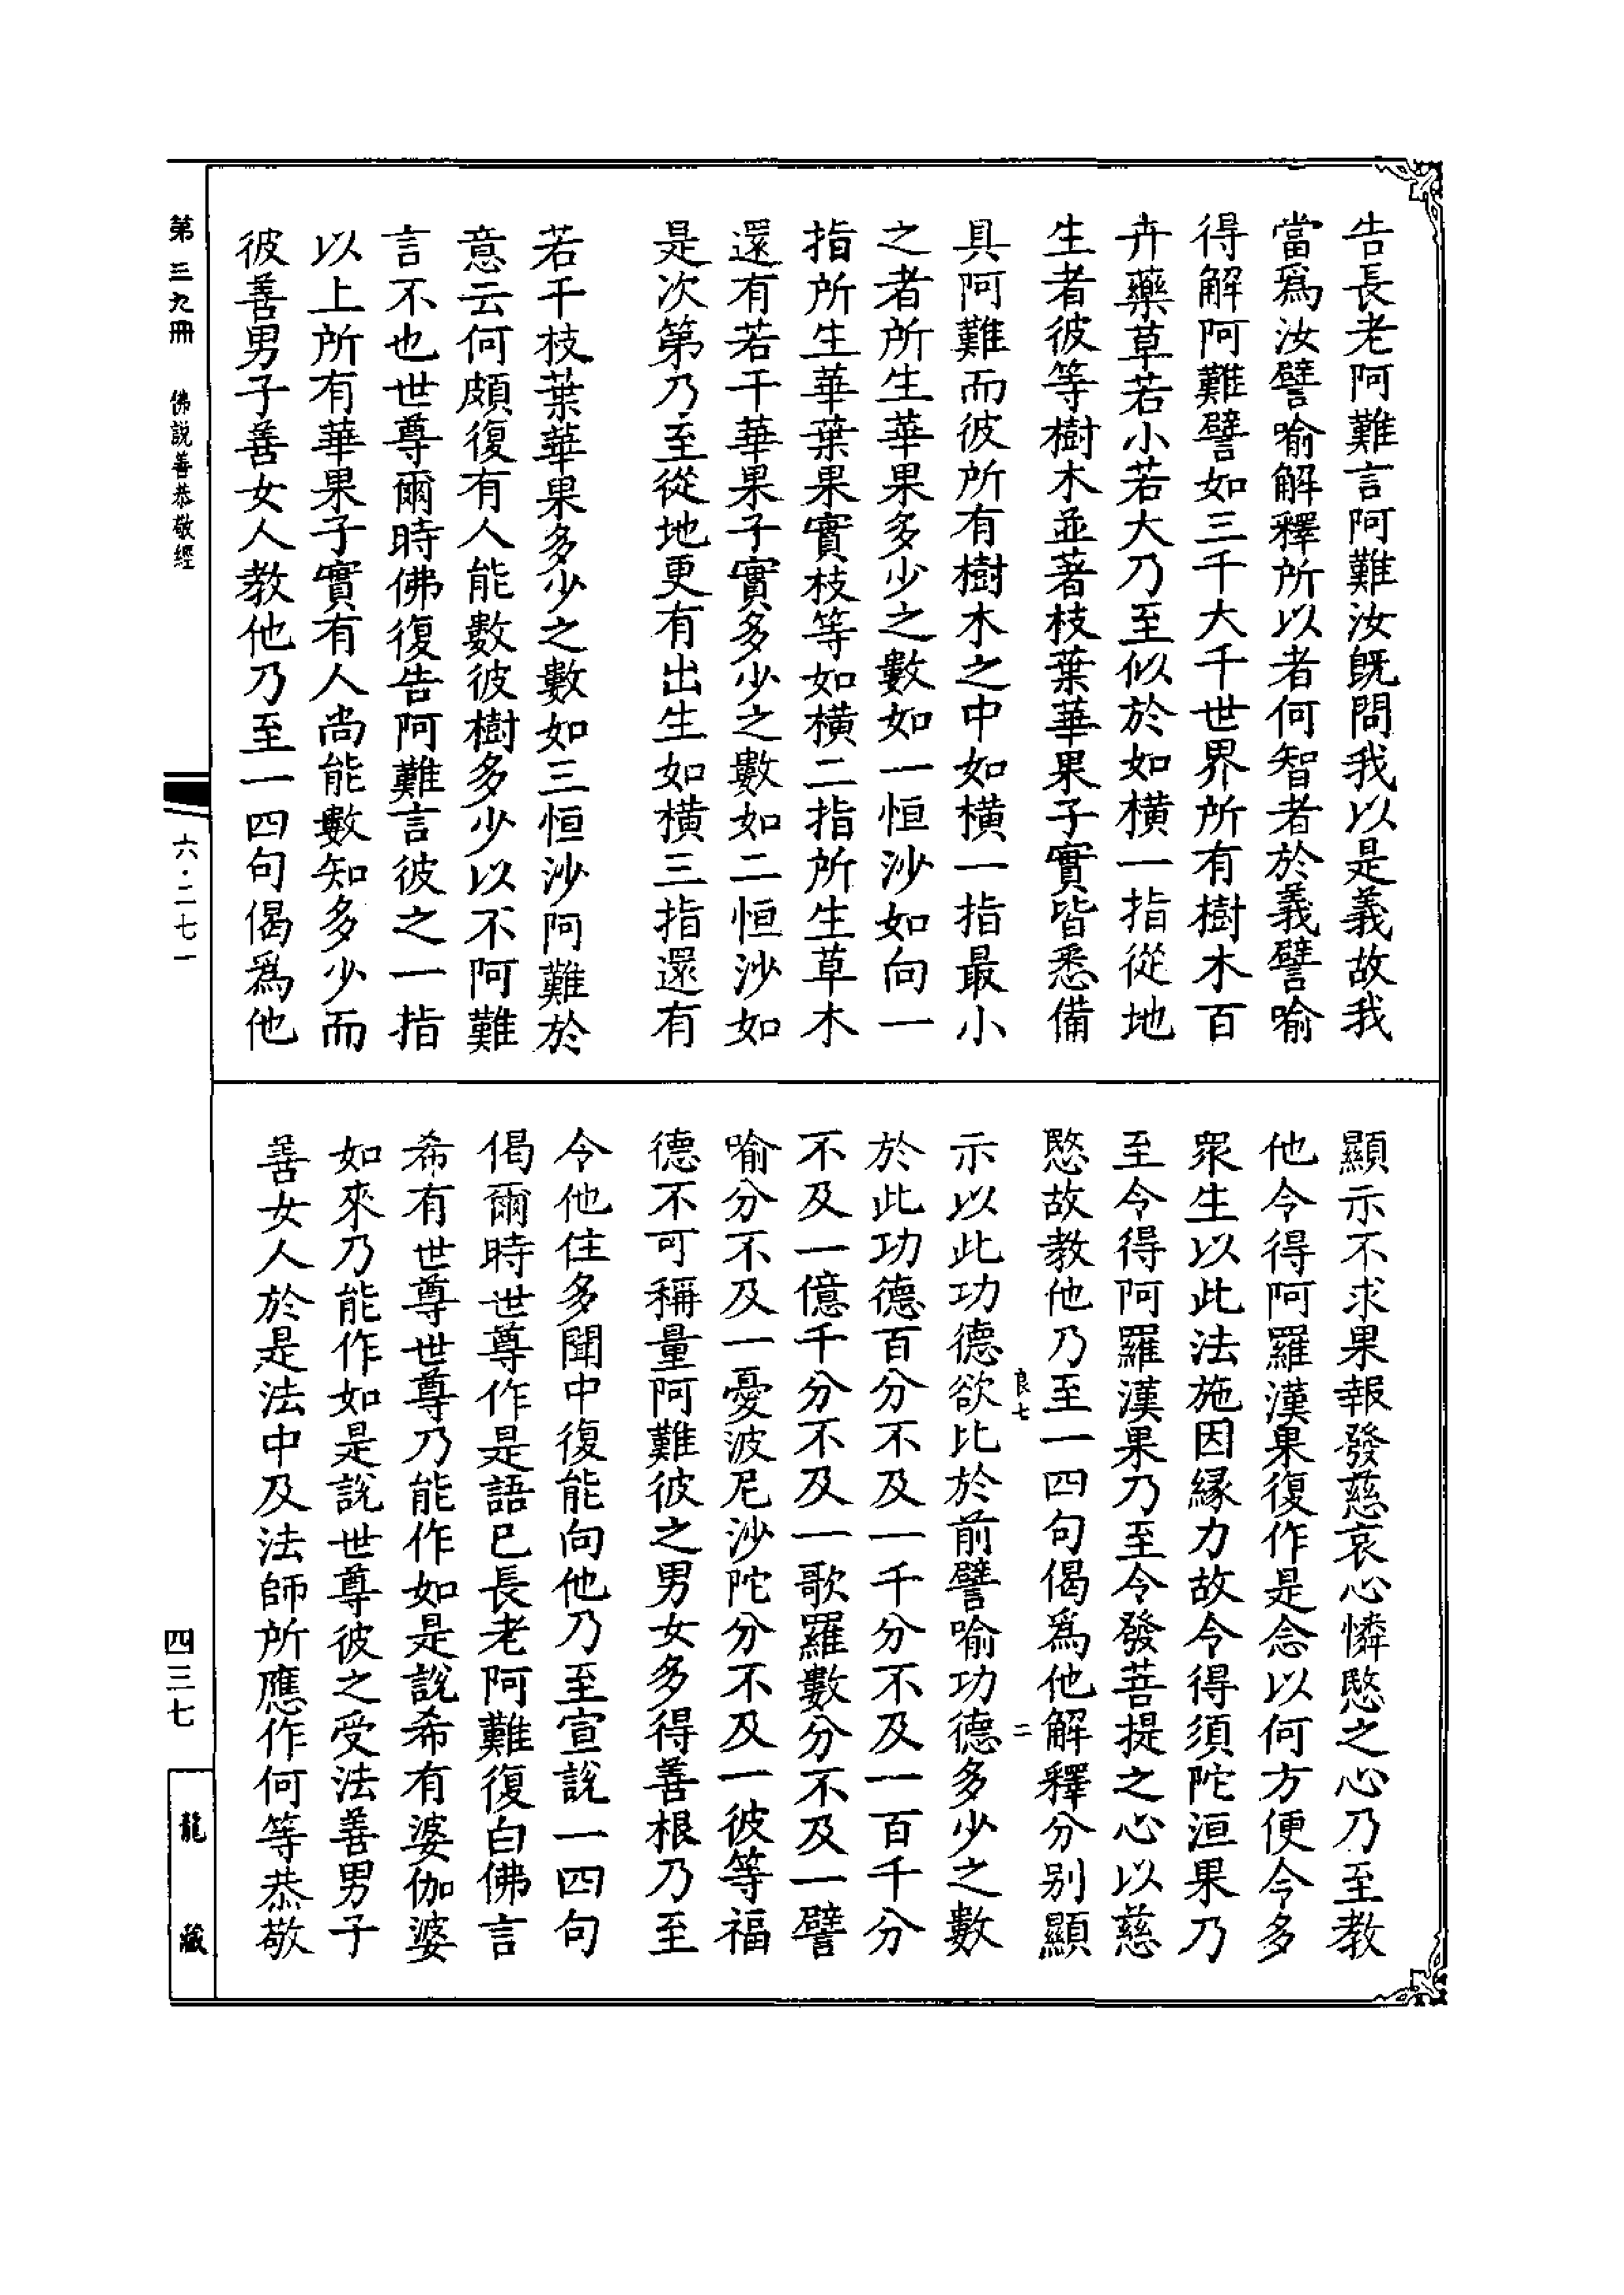 告長老阿難言阿難汝旣問我以是義故我
當爲汝譬喻解釋所以者何智者於義譬喻
得解阿難譬如三千大千世界所有樹木百
卉藥草若小若大乃至似於如橫一指從地
生者彼等樹木並著枝葉華果子實皆悉備
具阿難而彼所有樹木之中如橫一指最小
之者所生華果多少之數如一恒沙如向一
指所生華葉果實枝等如橫二指所生草木
還有若干華果子實多少之數如二恒沙如
是次第乃至從地更有出生如橫三指還有
若干枝葉華果多少之數如三恒沙阿難於
意云何頗復有人能數彼樹多少以不阿難
言不也世尊爾時佛復告阿難言彼之一指
以上所有華果子實有人尚能數知多少而
彼善男子善女人教他乃至一四句偈爲他
顯示不求果報發慈哀心憐愍之心乃至教
他令得阿羅漢果復作是念以何方便令多
衆生以此法施因緣力故令得須陀洹果乃
至令得阿羅漢果乃至令發菩提之心以慈
愍故教他乃至一四句偈爲他解釋分別顯
良七 二
示以此功德欲比於前譬喻功德多少之數
於此功德百分不及一千分不及一百千分
不及一億千分不及一歌羅數分不及一譬
喻分不及一憂波尼沙陀分不及一彼等福
德不可稱量阿難彼之男女多得善根乃至
令他住多聞中復能向他乃至宣說一四句
偈爾時世尊作是語已長老阿難復白佛言
希有世尊世尊乃能作如是說希有婆伽婆
如來乃能作如是說世尊彼之受法善男子
善女人於是法中及法師所應作何等恭敬
第三九冊 佛說善恭敬經
六·二七一
四三七
龍藏